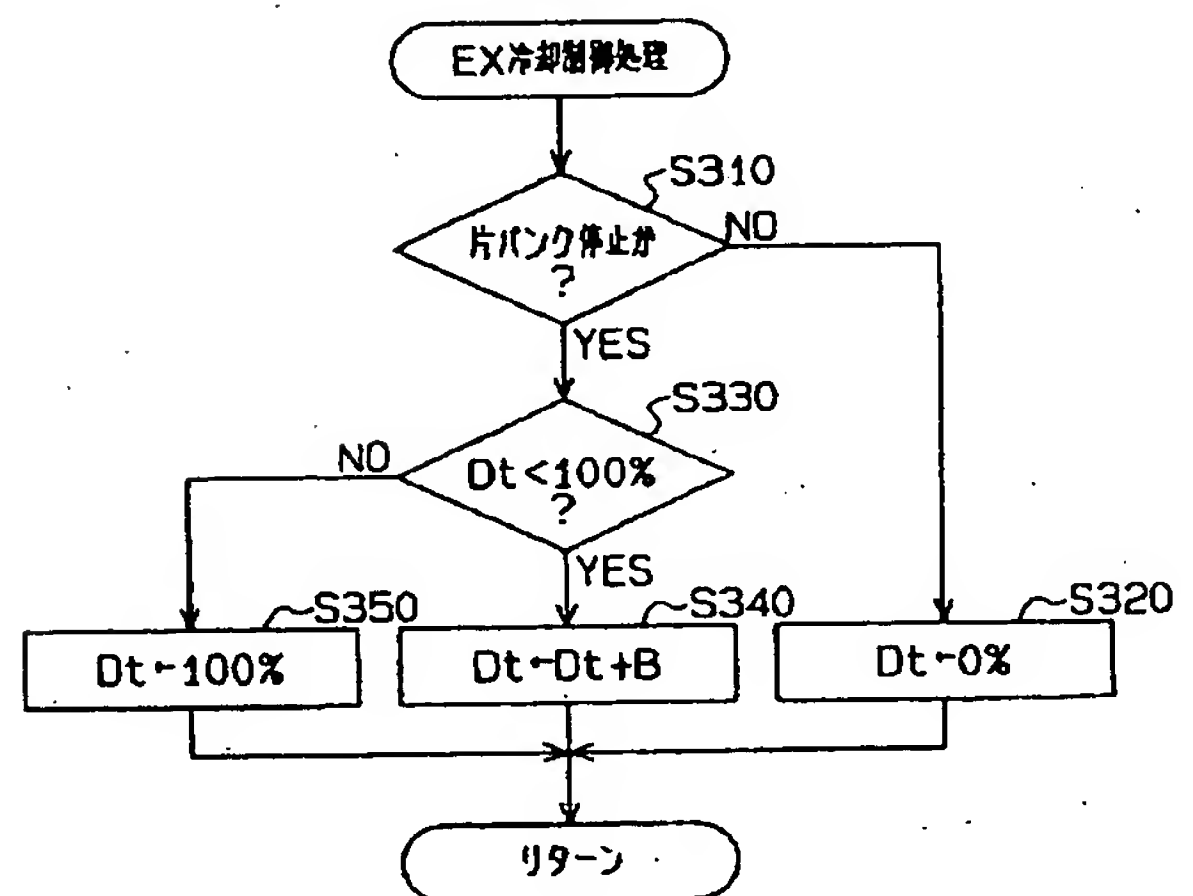 EX冷却制御処理
S310
片バンク停止か
?
NO
YES
S330
Dt<100%
?
NO
YES
S350
Dt←100%
S340
Dt←Dt+B
S320
Dt←0%
リターン